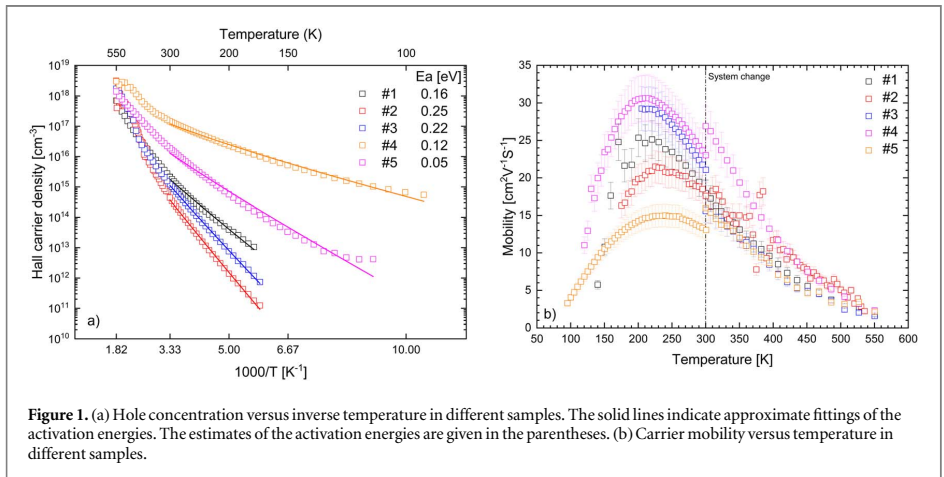 Temperature (K)
550 300 200 150 100
10^19
10^18
10^17
10^16
10^15
10^14
10^13
10^12
10^11
10^10
Hall carrier density [cm^-3]
Ea [eV]
#1 0.16
#2 0.25
#3 0.22
#4 0.12
#5 0.05
a)
1.82 3.33 5.00 6.67 10.00
1000/T [K^-1]
35
30
25
20
15
10
5
0
Mobility [cm^2V^-1S^-1]
System change
#1
#2
#3
#4
#5
b)
50 100 150 200 250 300 350 400 450 500 550 600
Temperature [K]
Figure 1. (a) Hole concentration versus inverse temperature in different samples. The solid lines indicate approximate fittings of the
activation energies. The estimates of the activation energies are given in the parentheses. (b) Carrier mobility versus temperature in
different samples.